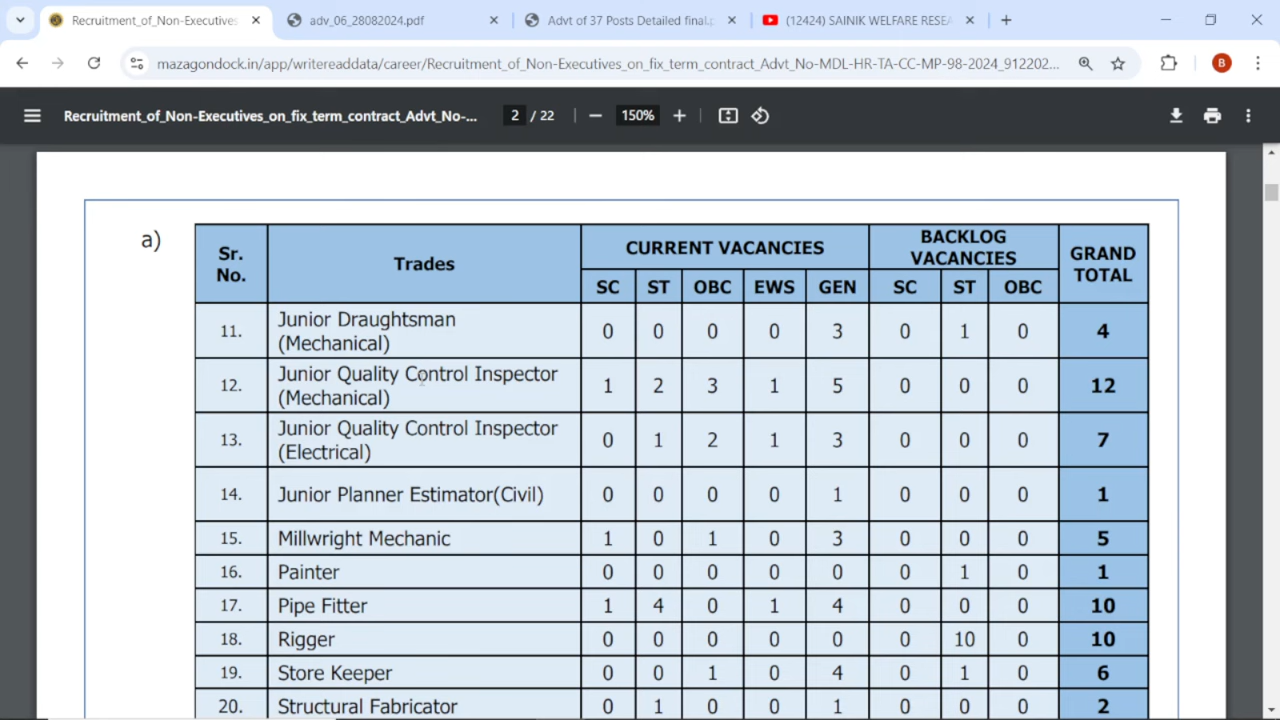 Recruitment_of_Non-Executives
adv_06_28082024.pdf
Advt of 37 Posts Detailed final.p
(12424) SAINIK WELFARE RESEA
mazagondock.in/app/writereaddata/career/Recruitment_of_Non-Executives_on_fix_term_contract_Advt_No-MDL-HR-TA-CC-MP-98-2024_912202...
B
Recruitment_of_Non-Executives_on_fix_term_contract_Advt_No-...
2 / 22
150%
a)
Sr. No.
Trades
CURRENT VACANCIES
BACKLOG VACANCIES
GRAND TOTAL
SC ST OBC EWS GEN SC ST OBC
11. Junior Draughtsman (Mechanical) 0 0 0 0 3 0 1 0 4
12. Junior Quality Control Inspector (Mechanical) 1 2 3 1 5 0 0 0 12
13. Junior Quality Control Inspector (Electrical) 0 1 2 1 3 0 0 0 7
14. Junior Planner Estimator(Civil) 0 0 0 0 1 0 0 0 1
15. Millwright Mechanic 1 0 1 0 3 0 0 0 5
16. Painter 0 0 0 0 0 0 1 0 1
17. Pipe Fitter 1 4 0 1 4 0 0 0 10
18. Rigger 0 0 0 0 0 0 10 0 10
19. Store Keeper 0 0 1 0 4 0 1 0 6
20. Structural Fabricator 0 1 0 0 1 0 0 0 2